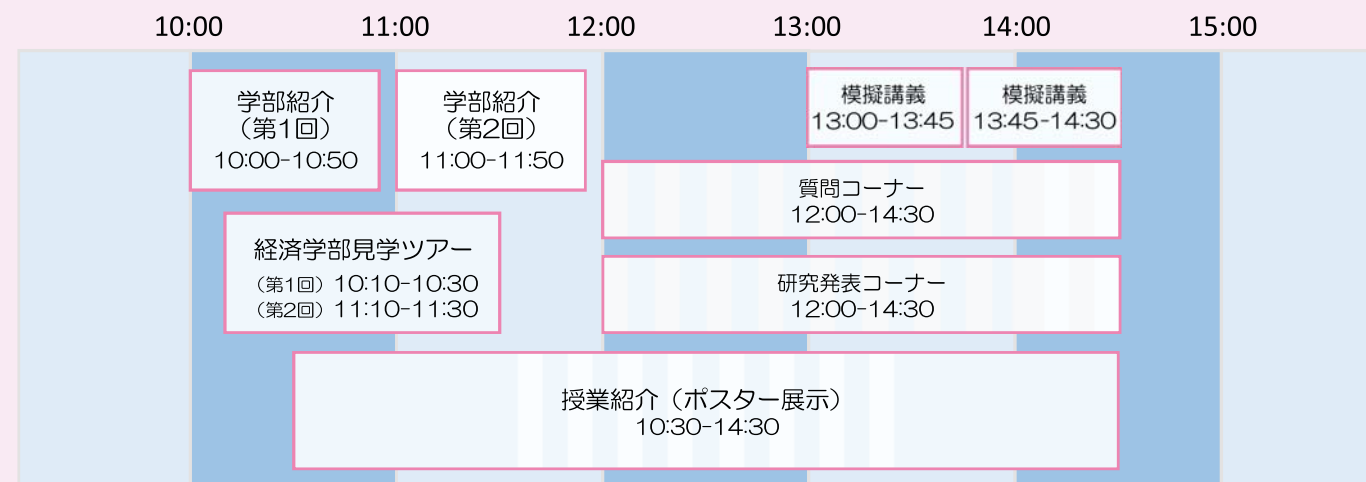 10:00 11:00 12:00 13:00 14:00 15:00
学部紹介
（第1回）
10:00-10:50
学部紹介
（第2回）
11:00-11:50
模擬講義
13:00-13:45
模擬講義
13:45-14:30
質問コーナー
12:00-14:30
経済学部見学ツアー
（第1回）10:10-10:30
（第2回）11:10-11:30
研究発表コーナー
12:00-14:30
授業紹介（ポスター展示）
10:30-14:30